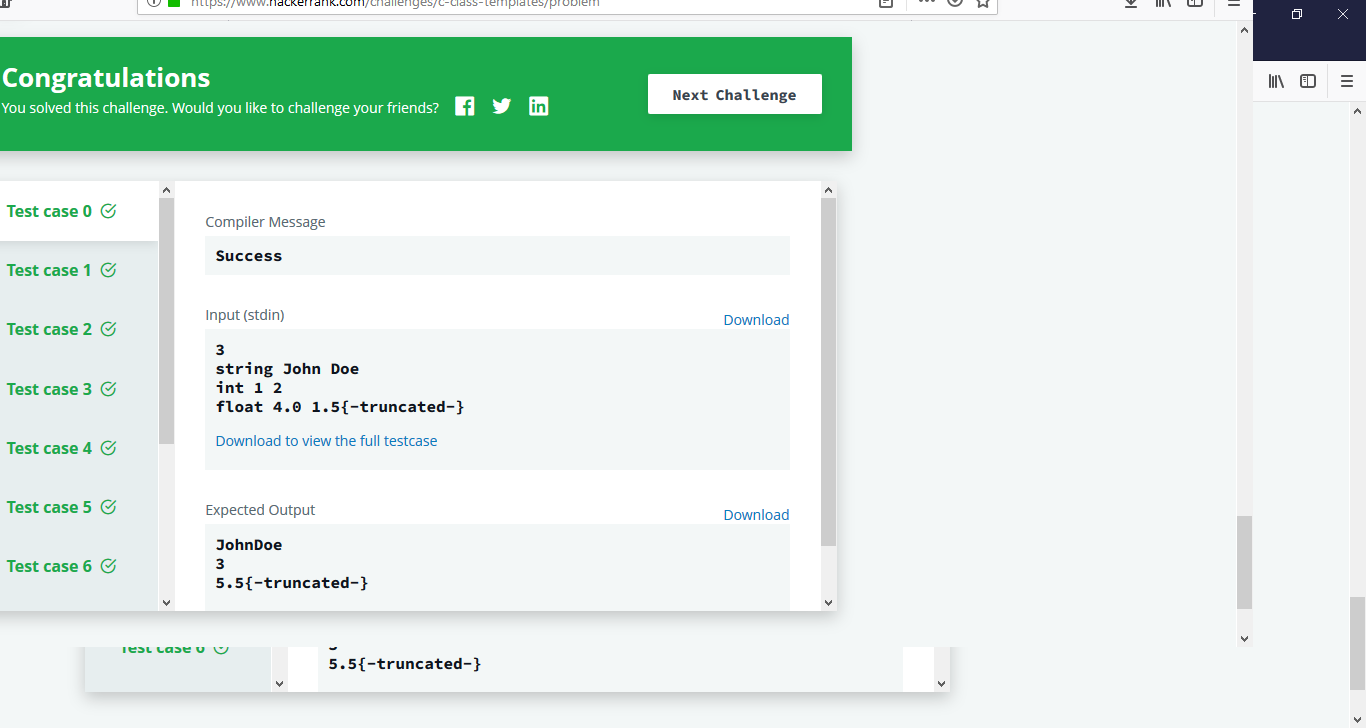 https://www.hackerrank.com/challenges/c-class-templates/problem
Congratulations
You solved this challenge. Would you like to challenge your friends?
Next Challenge
Test case 0
Test case 1
Test case 2
Test case 3
Test case 4
Test case 5
Test case 6
Compiler Message
Success
Input (stdin)
Download
3
string John Doe
int 1 2
float 4.0 1.5{-truncated-}
Download to view the full testcase
Expected Output
Download
JohnDoe
3
5.5{-truncated-}
Test case 6
3
5.5{-truncated-}